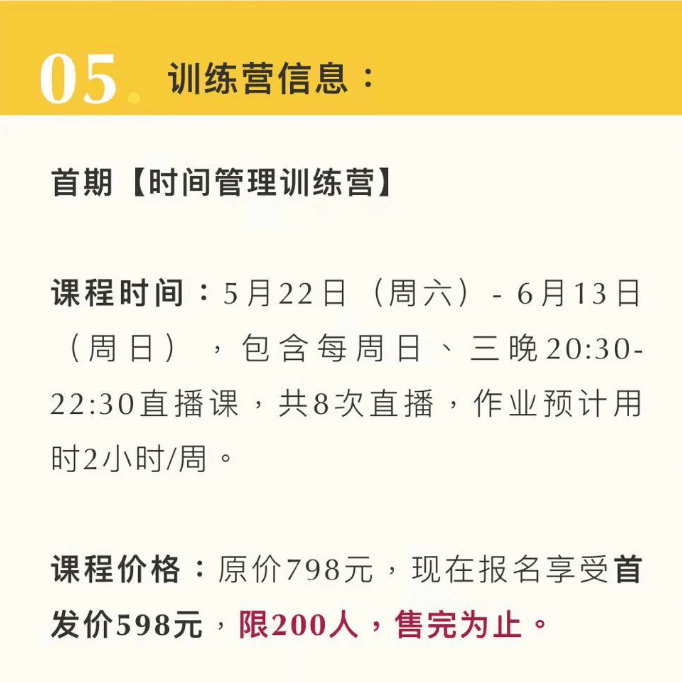 05. 训练营信息：
首期【时间管理训练营】
课程时间：5月22日（周六）- 6月13日
（周日），包含每周日、三晚20:30-
22:30直播课，共8次直播，作业预计用
时2小时/周。
课程价格：原价798元，现在报名享受首
发价598元，限200人，售完为止。